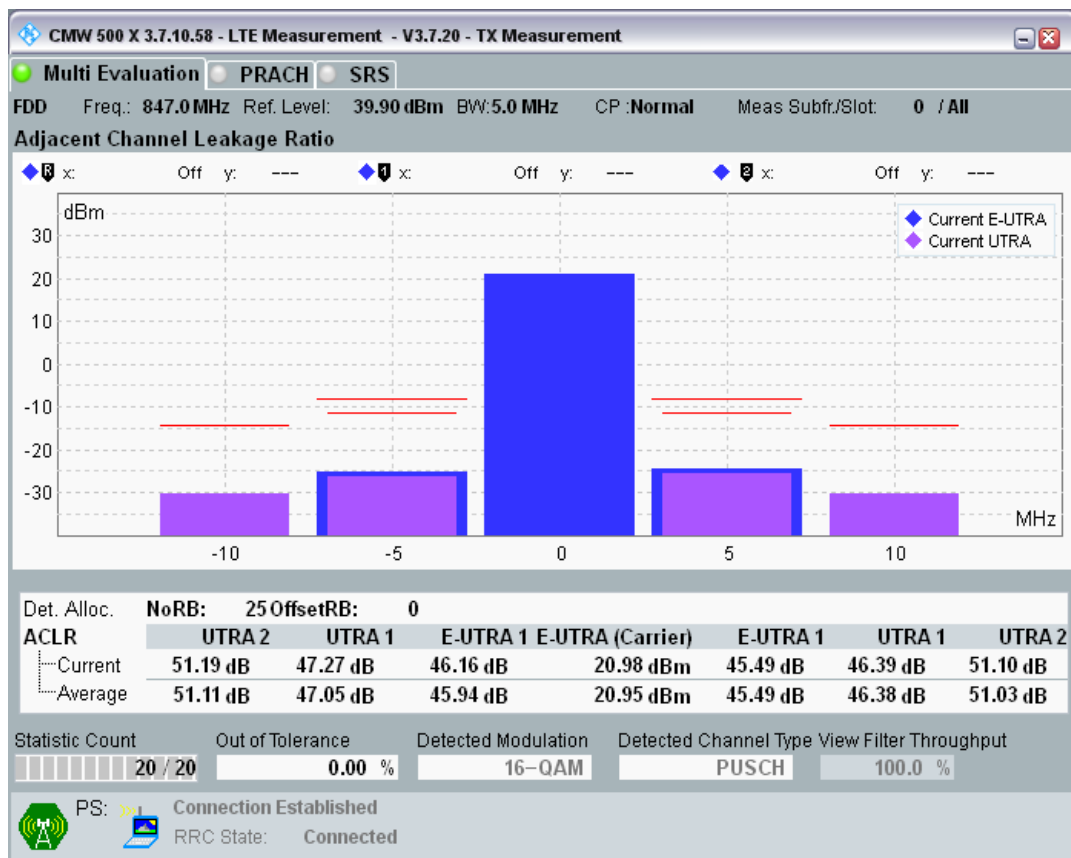 CMW 500 X 3.7.10.58 - LTE Measurement - V3.7.20 - TX Measurement
Multi Evaluation PRACH SRS
FDD Freq.: 847.0 MHz Ref. Level: 39.90 dBm BW:5.0 MHz CP :Normal Meas Subfr./Slot: 0 / All
Adjacent Channel Leakage Ratio
R x: Off y: --- 1 x: Off y: --- 2 x: Off y: ---
dBm
Current E-UTRA
Current UTRA
30
20
10
0
-10
-20
-30
MHz
-10 -5 0 5 10
Det. Alloc. NoRB: 25 OffsetRB: 0
ACLR UTRA 2 UTRA 1 E-UTRA 1 E-UTRA (Carrier) E-UTRA 1 UTRA 1 UTRA 2
Current 51.19 dB 47.27 dB 46.16 dB 20.98 dBm 45.49 dB 46.39 dB 51.10 dB
Average 51.11 dB 47.05 dB 45.94 dB 20.95 dBm 45.49 dB 46.38 dB 51.03 dB
Statistic Count Out of Tolerance Detected Modulation Detected Channel Type View Filter Throughput
20 / 20 0.00 % 16-QAM PUSCH 100.0 %
PS: Connection Established
RRC State: Connected